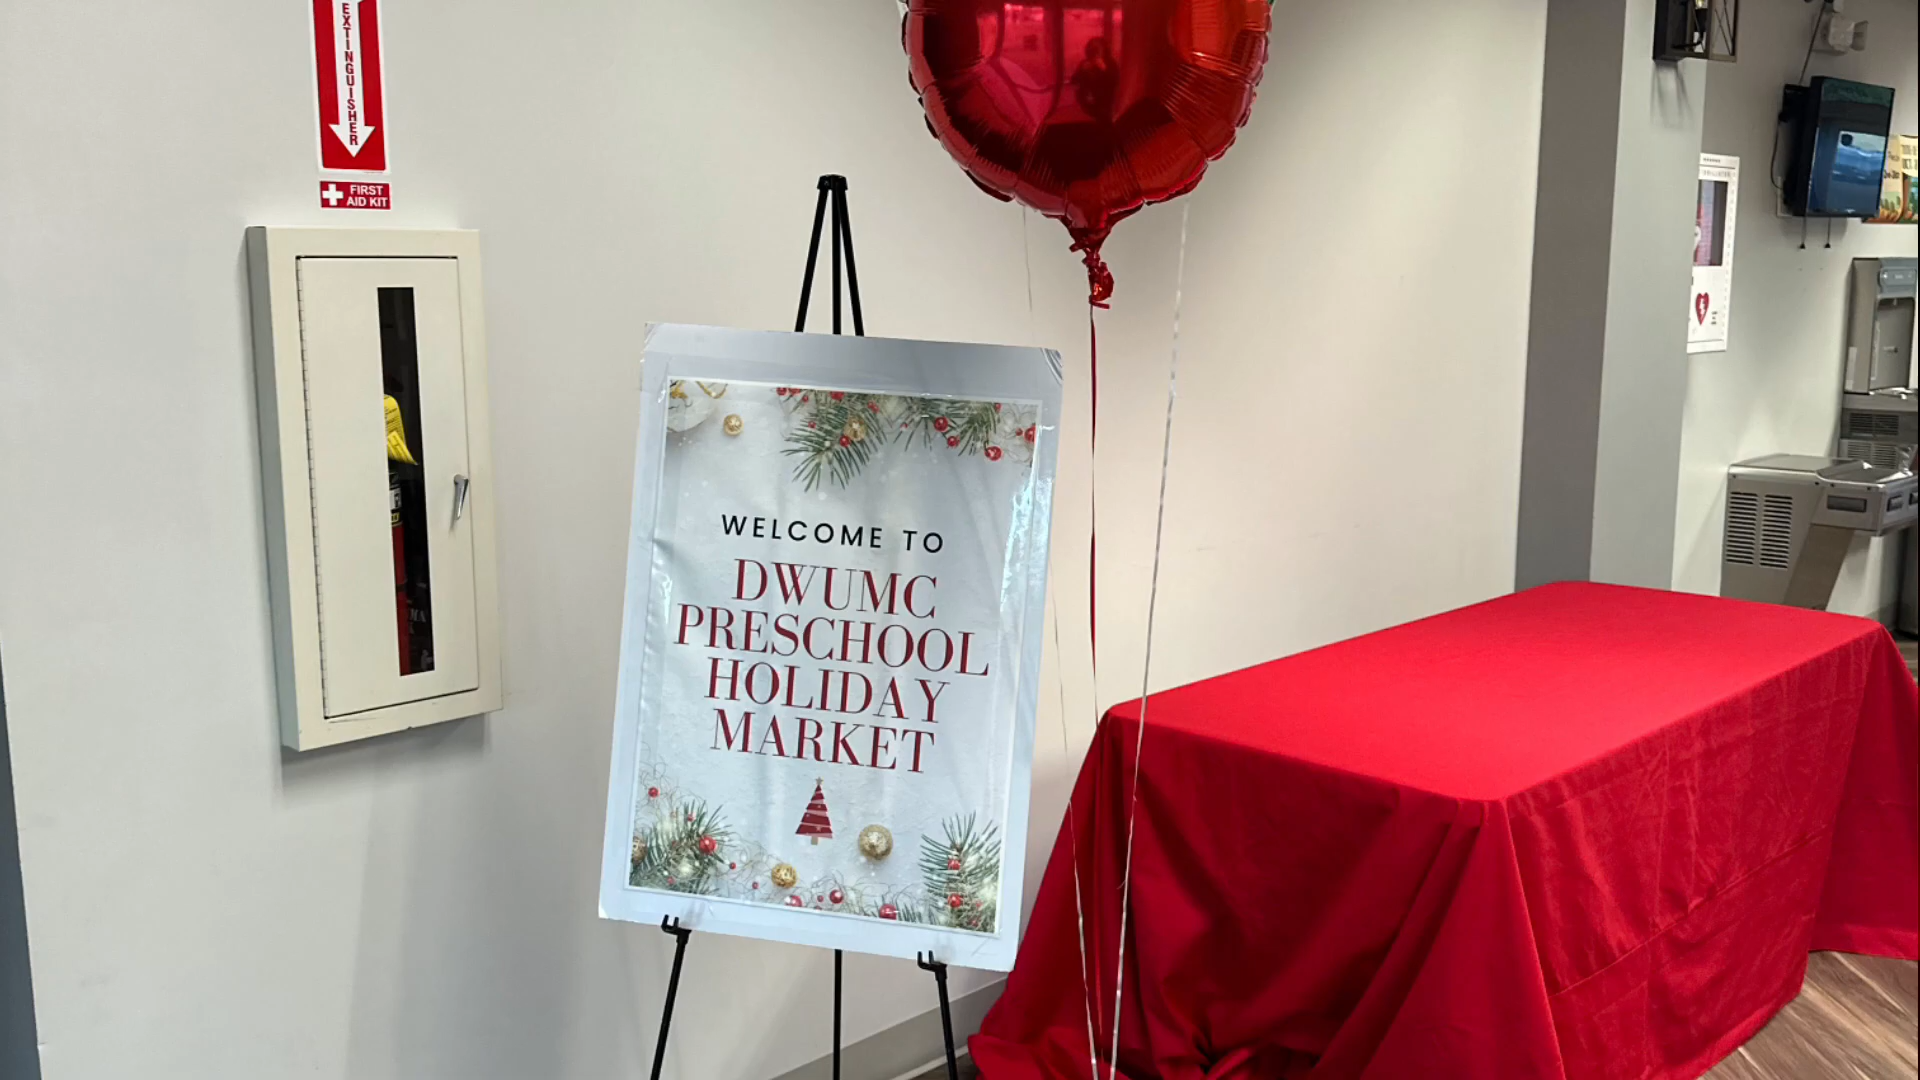 EXTINGUISHER
FIRST
AID KIT
WELCOME TO
DWUMC
PRESCHOOL
HOLIDAY
MARKET